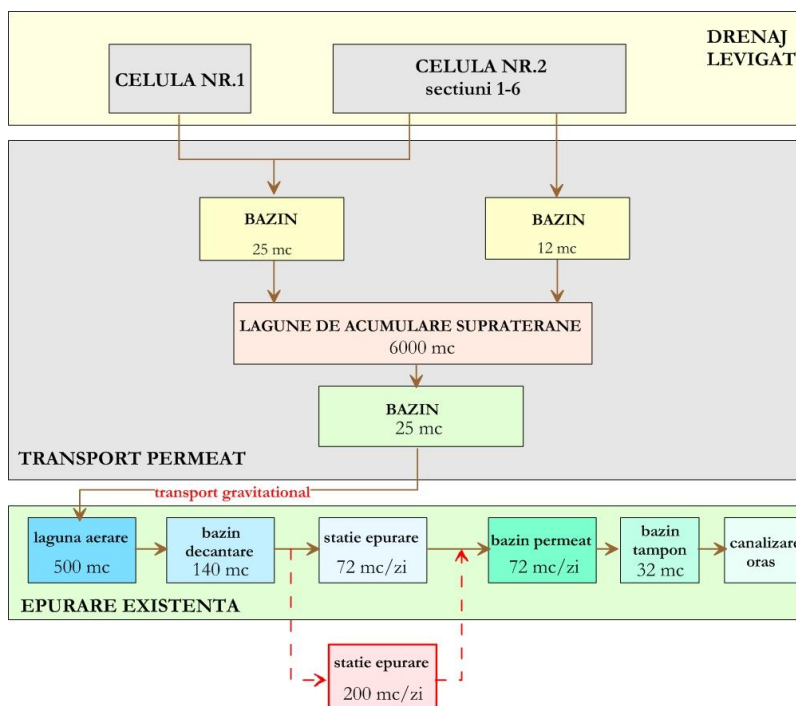 DRENAJ
LEVIGAT
CELULA NR.1
CELULA NR.2
sectiuni 1-6
BAZIN
25 mc
BAZIN
12 mc
LAGUNE DE ACUMULARE SUPRATERANE
6000 mc
BAZIN
25 mc
TRANSPORT PERMEAT
transport gravitational
laguna aerare
500 mc
bazin
decantare
140 mc
statie epurare
72 mc/zi
bazin permeat
72 mc/zi
bazin
tampon
32 mc
canalizare
oras
EPURARE EXISTENTA
statie epurare
200 mc/zi